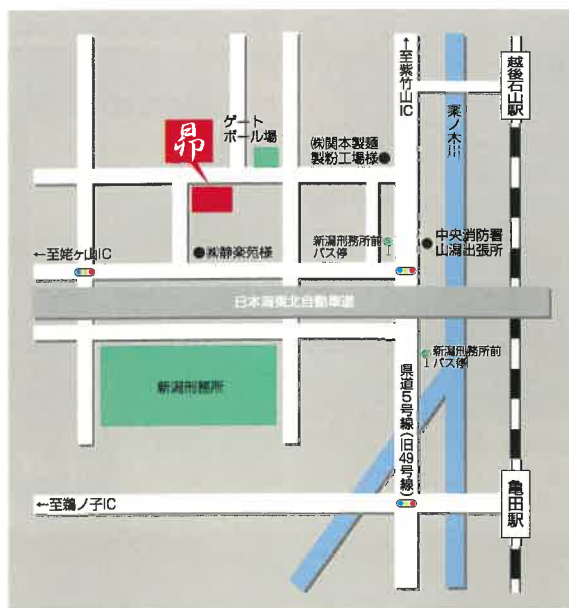 ←至紫竹山IC
越後石山駅
栗ノ木川
ゲート
ボール場
昴
㈱関本製麺
製粉工場様
新潟刑務所前
バス停
中央消防署
山潟出張所
㈱静楽苑様
←至姥ヶ山IC
日本海東北自動車道
新潟刑務所前
バス停
新潟刑務所
県道5号線(旧49号線)
←至鵜ノ子IC
亀田駅